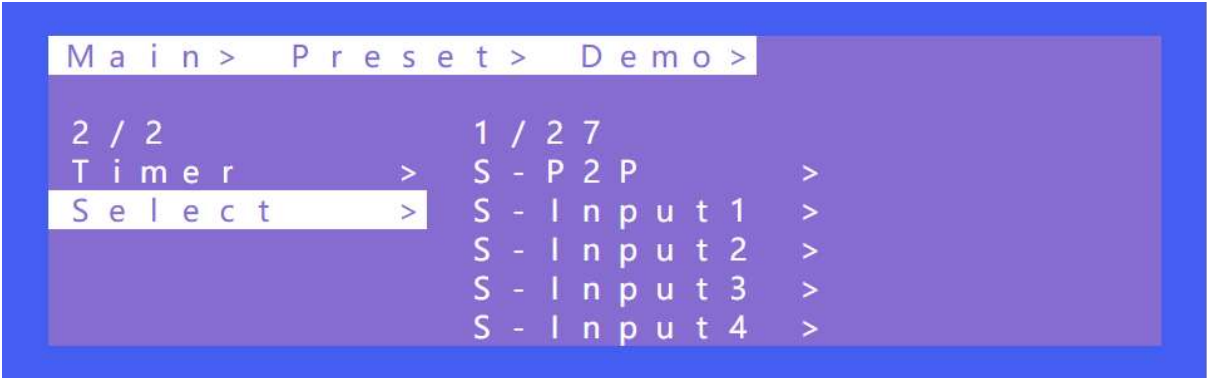 Main> Preset> Demo>
2/2 1/27
Timer > S-P2P >
Select > S-Input1 >
S-Input2 >
S-Input3 >
S-Input4 >